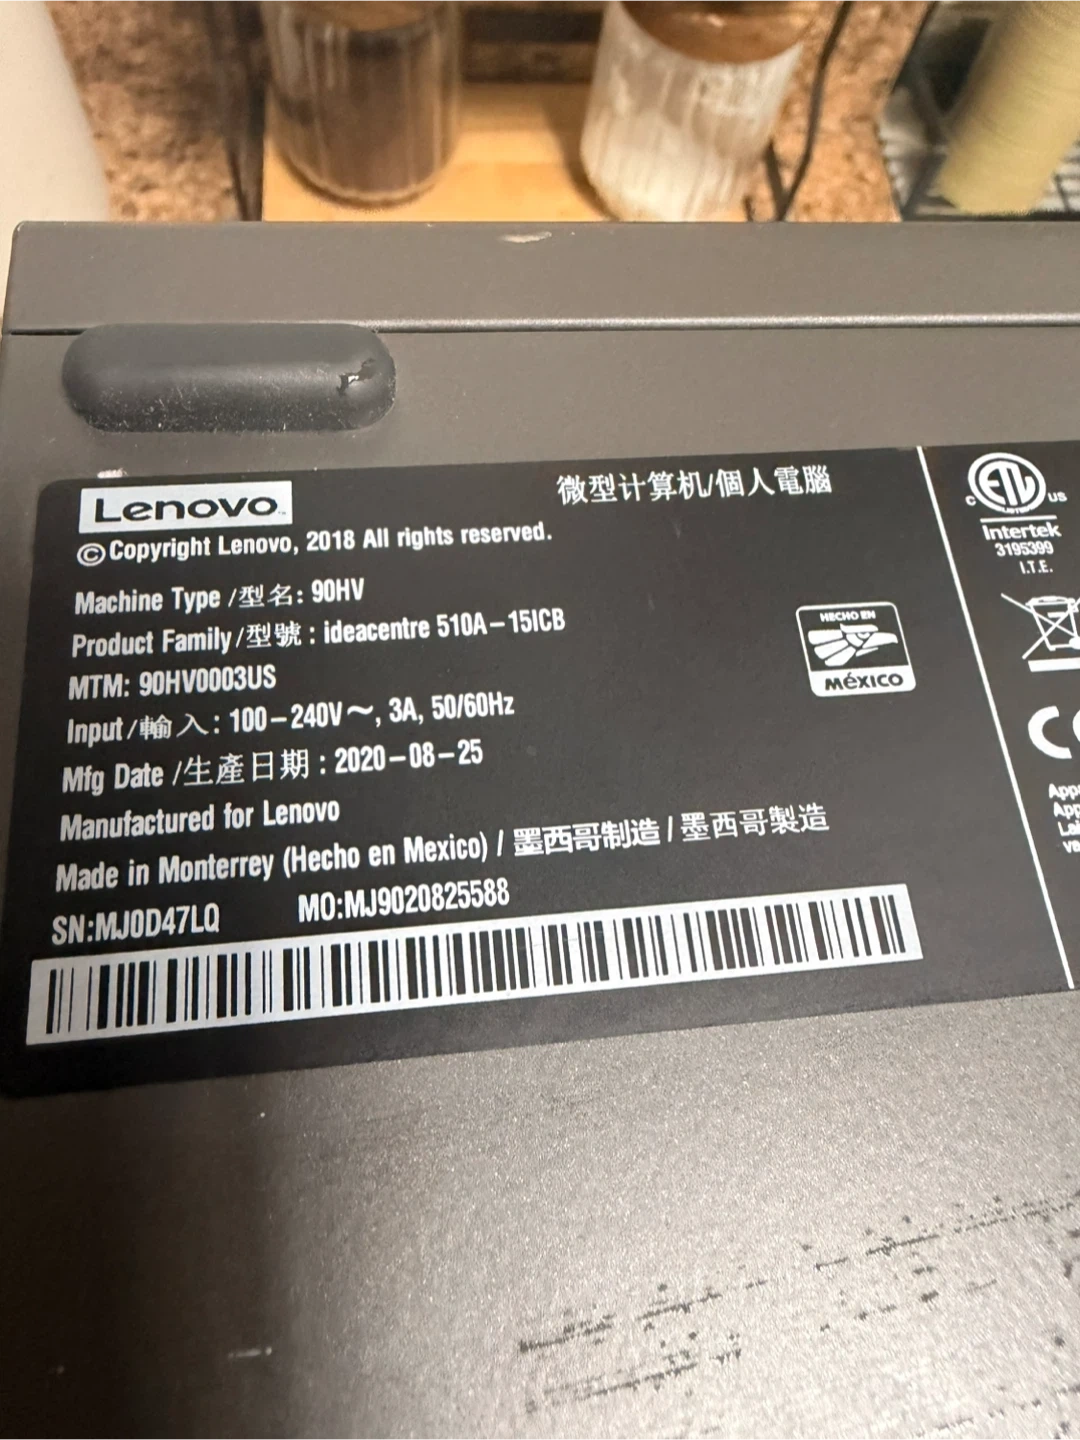 Lenovo
微型计算机/個人電腦
©Copyright Lenovo, 2018 All rights reserved.
Machine Type /型名: 90HV
Product Family/型號: ideacentre 510A-15ICB
MTM: 90HV0003US
Input/輸入: 100-240V～, 3A, 50/60Hz
Mfg Date /生產日期: 2020-08-25
Manufactured for Lenovo
Made in Monterrey (Hecho en Mexico) / 墨西哥制造 / 墨西哥製造
SN:MJ0D47LQ MO:MJ9020825588
HECHO EN
MÉXICO
ETL
LISTED
C US
Intertek
3195399
I.T.E.